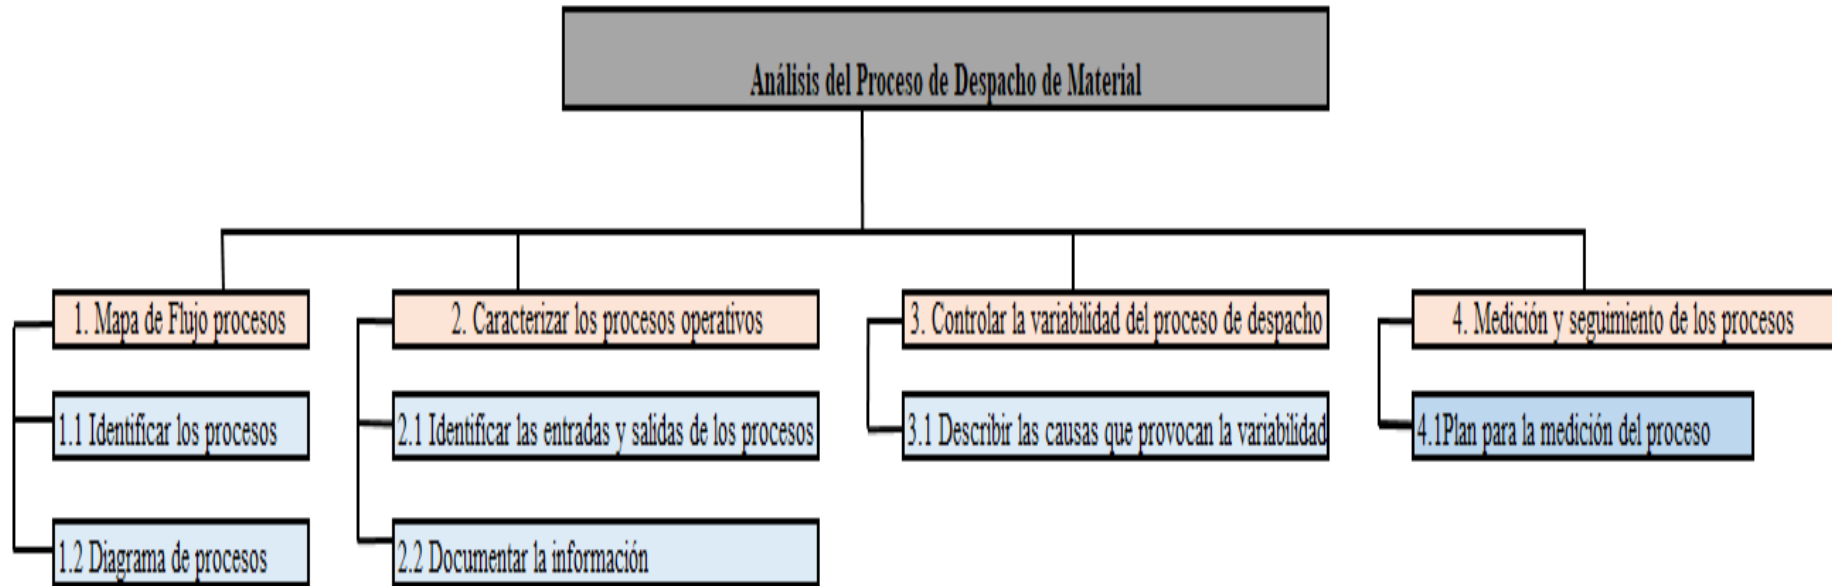 Análisis del Proceso de Despacho de Material
1. Mapa de Flujo procesos
2. Caracterizar los procesos operativos
3. Controlar la variabilidad del proceso de despacho
4. Medición y seguimiento de los procesos
1.1 Identificar los procesos
2.1 Identificar las entradas y salidas de los procesos
3.1 Describir las causas que provocan la variabilidad
4.1Plan para la medición del proceso
1.2 Diagrama de procesos
2.2 Documentar la información